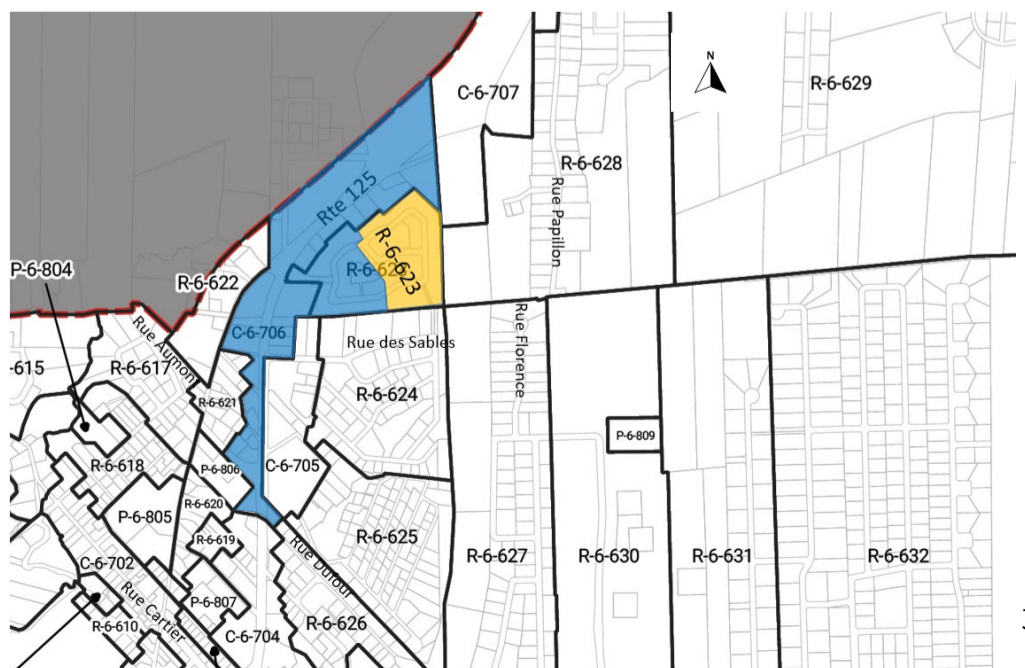 N
C-6-707
R-6-629
R-6-628
Rte 125
Rue Papillon
R-6-623
R-6-62
P-6-804
R-6-622
C-6-706
Rue des Sables
Rue Florence
Rue Aumont
-615
R-6-617
R-6-621
R-6-624
P-6-809
R-6-618
P-6-806
C-6-705
R-6-620
P-6-805
R-6-619
R-6-625
R-6-627
R-6-630
R-6-631
R-6-632
C-6-702
Rue Dufour
Rue Cartier
P-6-807
R-6-610
C-6-704
R-6-626